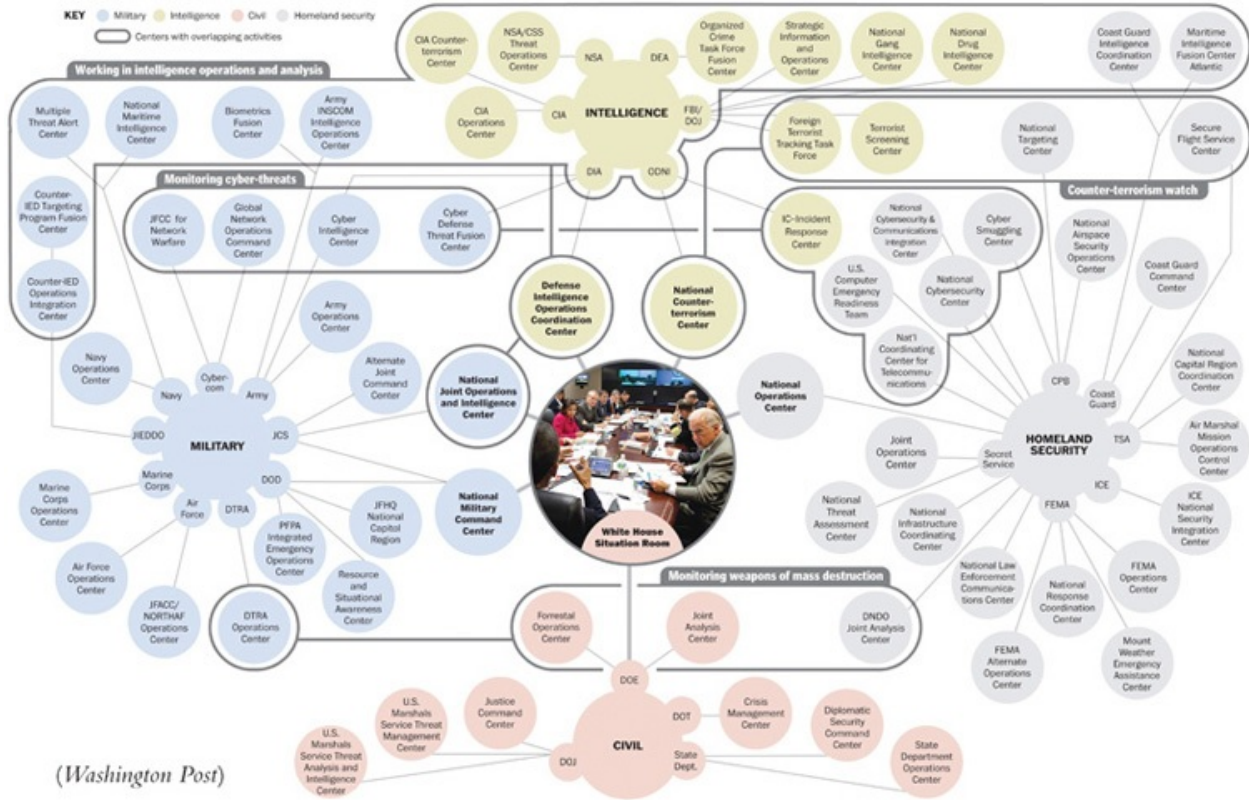 KEY Military Intelligence Civil Homeland security
Centers with overlapping activities
Working in intelligence operations and analysis
CIA Counter-
terrorism
Center
NSA/CSS
Threat
Operations
Center
NSA
DEA
Organized
Crime
Task Force
Fusion
Center
Strategic
Information
and
Operations
Center
National
Gang
Intelligence
Center
National
Drug
Intelligence
Center
Coast Guard
Intelligence
Coordination
Center
Maritime
Intelligence
Fusion Center
Atlantic
Multiple
Threat Alert
Center
National
Maritime
Intelligence
Center
Biometrics
Fusion
Center
Army
INSCOM
Intelligence
Operations
Center
CIA
Operations
Center
CIA
INTELLIGENCE
FBI/
DOJ
Foreign
Terrorist
Tracking Task
Force
Terrorist
Screening
Center
National
Targeting
Center
Secure
Flight Service
Center
DIA
ODNI
Monitoring cyber-threats
Counter-terrorism watch
Counter-
IED Targeting
Program Fusion
Center
JFCC for
Network
Warfare
Global
Network
Operations
Command
Center
Cyber
Intelligence
Center
Cyber
Defense
Threat Fusion
Center
IC-Incident
Response
Center
National
Cybersecurity &
Communications
Integration
Center
Cyber
Smuggling
Center
National
Airspace
Security
Operations
Center
Coast Guard
Command
Center
Counter-IED
Operations
Integration
Center
Defense
Intelligence
Operations
Coordination
Center
National
Counter-
terrorism
Center
U.S.
Computer
Emergency
Readiness
Team
National
Cybersecurity
Center
Army
Operations
Center
Nat'l
Coordinating
Center for
Telecommu-
nications
Navy
Operations
Center
Alternate
Joint
Command
Center
National
Joint Operations
and Intelligence
Center
National
Operations
Center
National
Capital Region
Coordination
Center
Navy
Cyber-
com
Army
CPB
Coast
Guard
JIEDDO
MILITARY
JCS
HOMELAND
SECURITY
TSA
Air Marshal
Mission
Operations
Control
Center
Joint
Operations
Center
Secret
Service
Marine
Corps
DOD
ICE
Marine
Corps
Operations
Center
Air
Force
DTRA
PFPA
Integrated
Emergency
Operations
Center
JFHQ
National
Capitol
Region
National
Military
Command
Center
White House
Situation Room
National
Threat
Assessment
Center
National
Infrastructure
Coordinating
Center
FEMA
ICE
National
Security
Integration
Center
Air Force
Operations
Center
Resource
and
Situational
Awareness
Center
Monitoring weapons of mass destruction
National Law
Enforcement
Communica-
tions Center
National
Response
Coordination
Center
FEMA
Operations
Center
JFACC/
NORTHAF
Operations
Center
DTRA
Operations
Center
Forrestal
Operations
Center
Joint
Analysis
Center
DNDO
Joint Analysis
Center
FEMA
Alternate
Operations
Center
Mount
Weather
Emergency
Assistance
Center
DOE
U.S.
Marshals
Service Threat
Management
Center
Justice
Command
Center
DOT
Crisis
Management
Center
Diplomatic
Security
Command
Center
U.S.
Marshals
Service Threat
Analysis and
Intelligence
Center
DOJ
CIVIL
State
Dept.
State
Department
Operations
Center
(Washington Post)